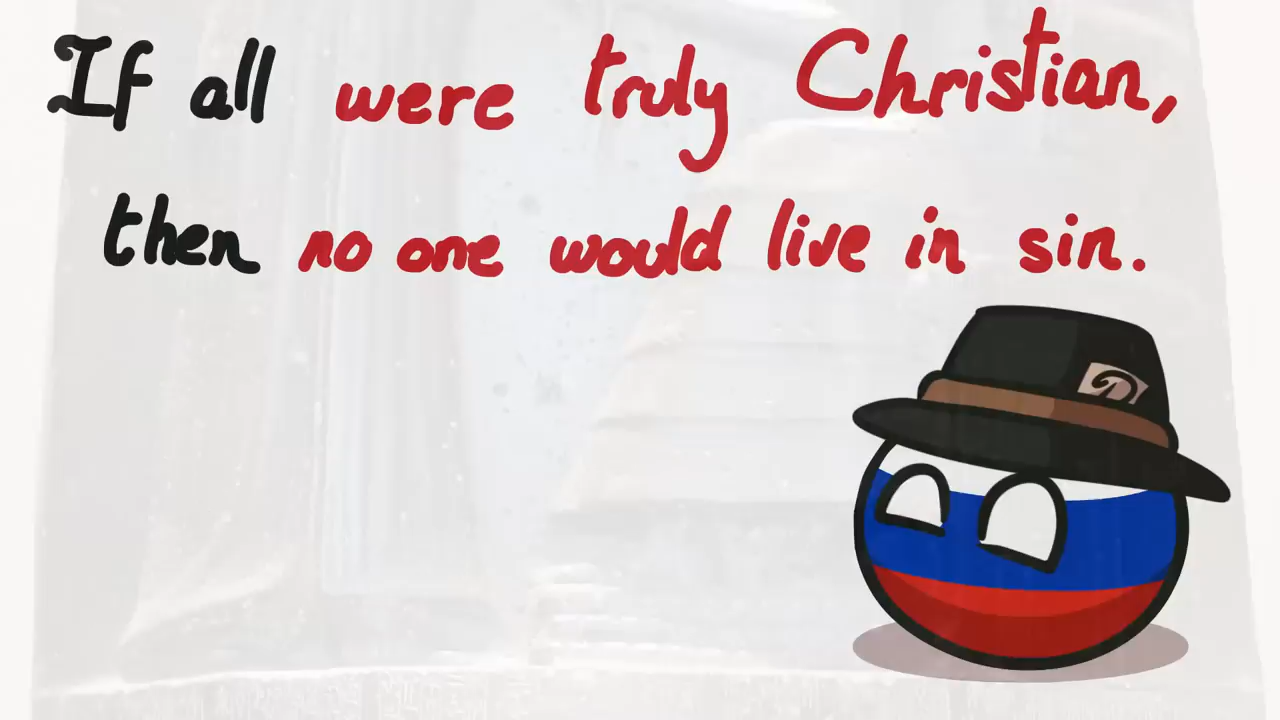 If all were truly Christian,
then no one would live in sin.